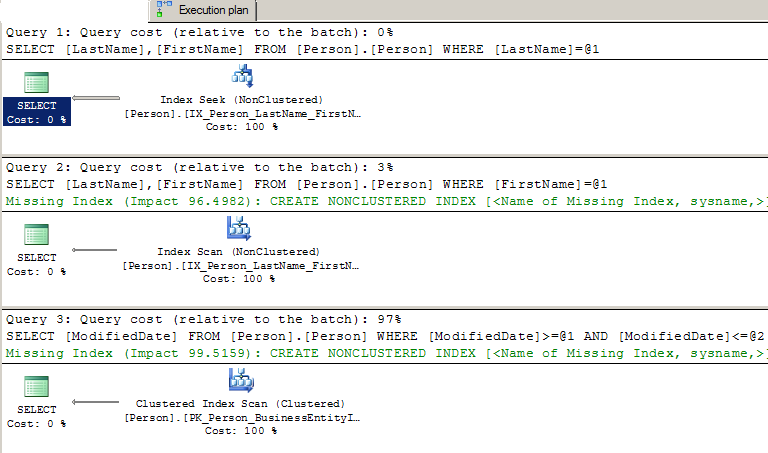 Execution plan
Query 1: Query cost (relative to the batch): 0%
SELECT [LastName],[FirstName] FROM [Person].[Person] WHERE [LastName]=@1
SELECT
Cost: 0 %
Index Seek (NonClustered)
[Person].[IX_Person_LastName_FirstN…
Cost: 100 %
Query 2: Query cost (relative to the batch): 3%
SELECT [LastName],[FirstName] FROM [Person].[Person] WHERE [FirstName]=@1
Missing Index (Impact 96.4982): CREATE NONCLUSTERED INDEX [<Name of Missing Index, sysname,>]
SELECT
Cost: 0 %
Index Scan (NonClustered)
[Person].[IX_Person_LastName_FirstN…
Cost: 100 %
Query 3: Query cost (relative to the batch): 97%
SELECT [ModifiedDate] FROM [Person].[Person] WHERE [ModifiedDate]>=@1 AND [ModifiedDate]<=@2
Missing Index (Impact 99.5159): CREATE NONCLUSTERED INDEX [<Name of Missing Index, sysname,>]
SELECT
Cost: 0 %
Clustered Index Scan (Clustered)
[Person].[PK_Person_BusinessEntityI…
Cost: 100 %